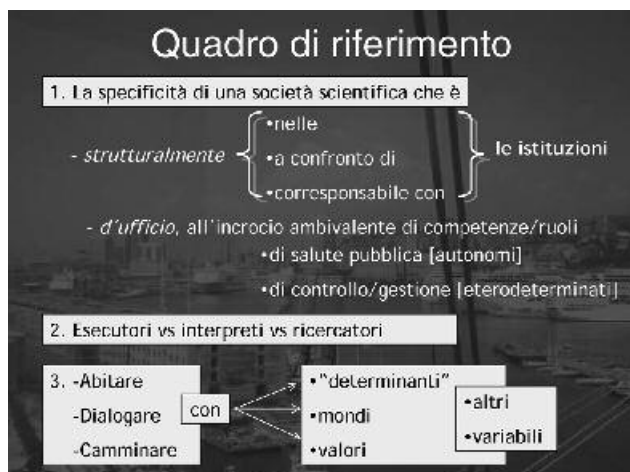 Quadro di riferimento
1. La specificità di una società scientifica che è
•nelle
- strutturalmente
•a confronto di
le istituzioni
•corresponsabile con
- d'ufficio, all'incrocio ambivalente di competenze/ruoli
•di salute pubblica [autonomi]
•di controllo/gestione [eterodeterminati]
2. Esecutori vs interpreti vs ricercatori
3. -Abitare
-Dialogare
-Camminare
con
•"determinanti"
•mondi
•valori
•altri
•variabili